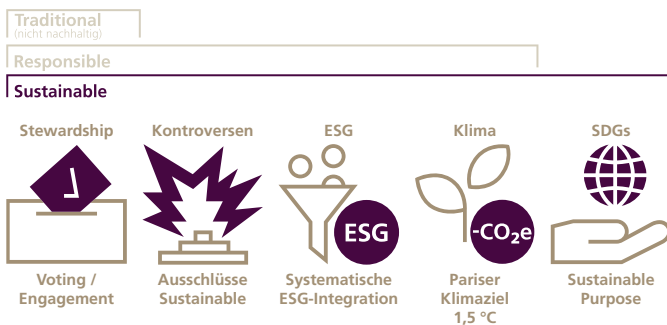 Traditional
(nicht nachhaltig)
Responsible
Sustainable
Stewardship
Kontroversen
ESG
Klima
SDGs
ESG
-CO₂e
Voting /
Engagement
Ausschlüsse
Sustainable
Systematische
ESG-Integration
Pariser
Klimaziel
1,5 °C
Sustainable
Purpose